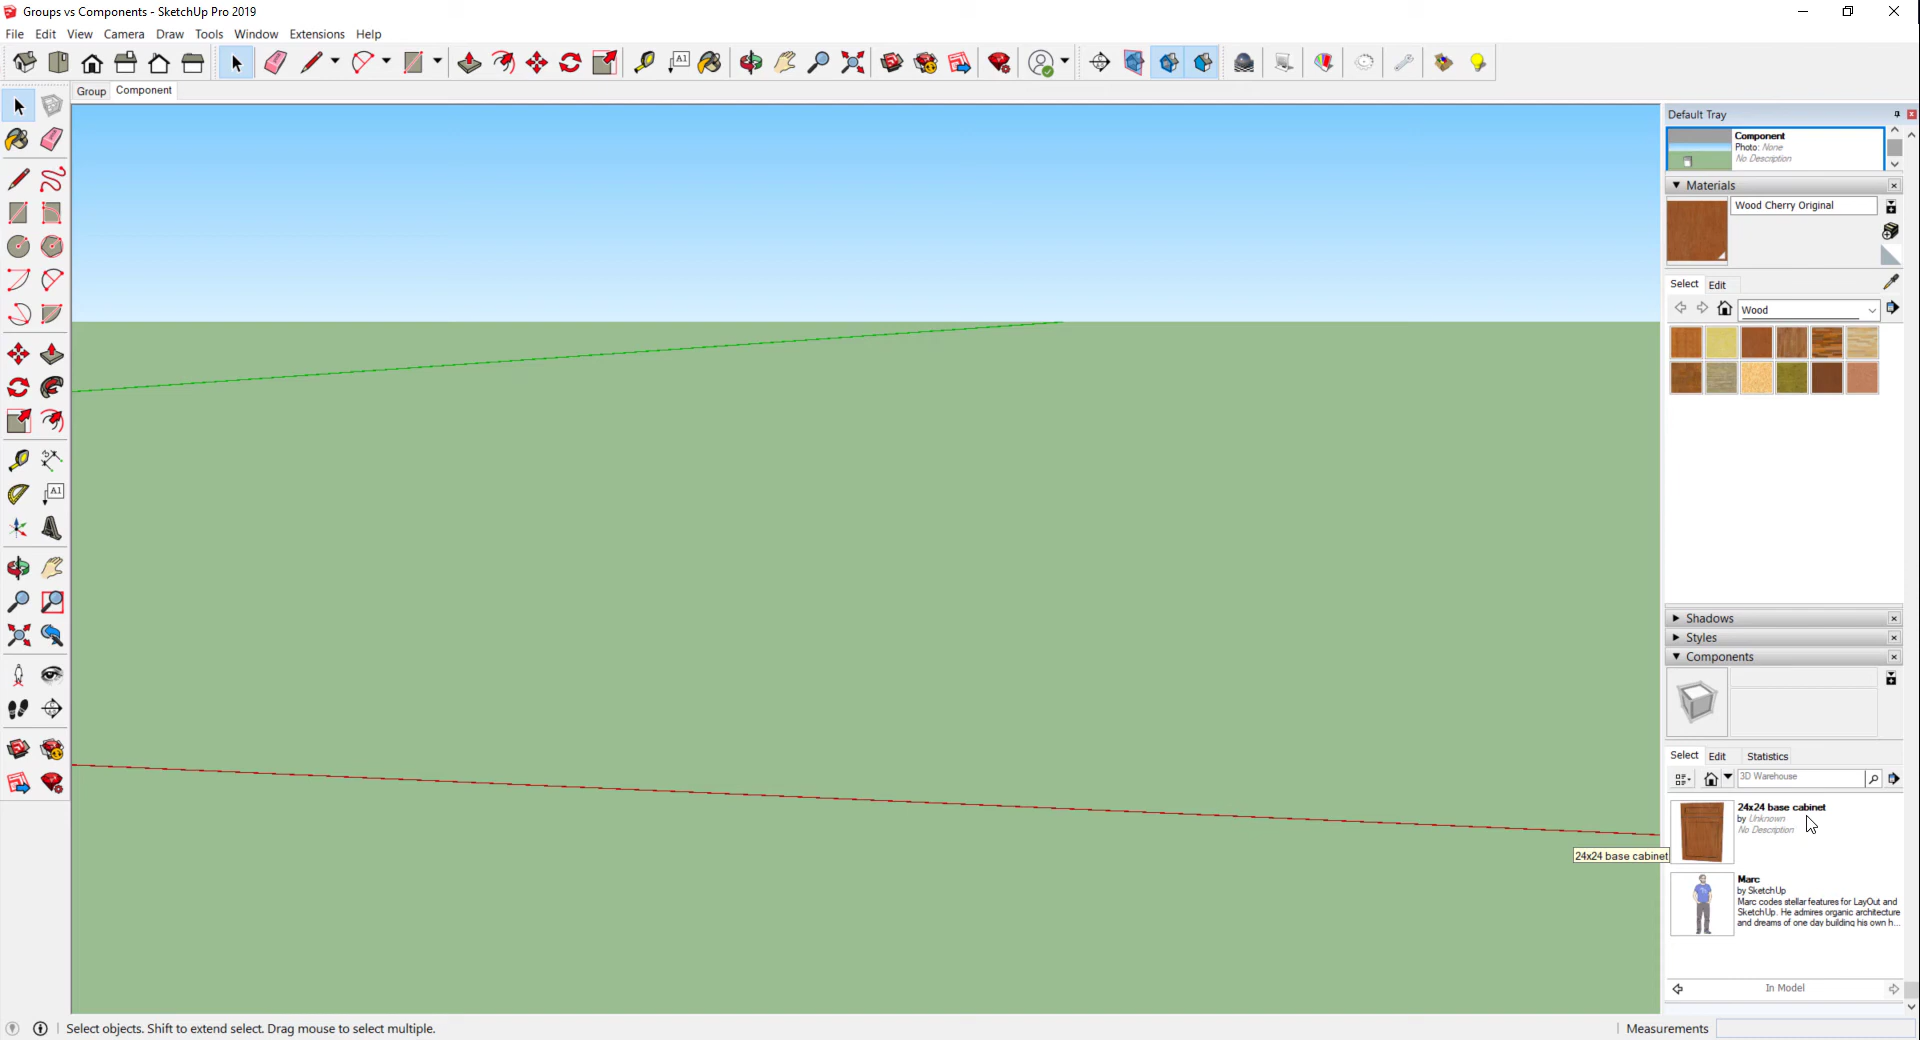 Groups vs Components - SketchUp Pro 2019
File Edit View Camera Draw Tools Window Extensions Help
A1
Group Component
Default Tray
Component
Photo: None
No Description
Materials
Wood Cherry Original
Select Edit
Wood
A1
Shadows
Styles
Components
Select Edit Statistics
3D Warehouse
24x24 base cabinet
by Unknown
No Description
24x24 base cabinet
Marc
by SketchUp
Marc codes stellar features for LayOut and
SketchUp. He admires organic architecture
and dreams of one day building his own h...
In Model
Select objects. Shift to extend select. Drag mouse to select multiple.
Measurements